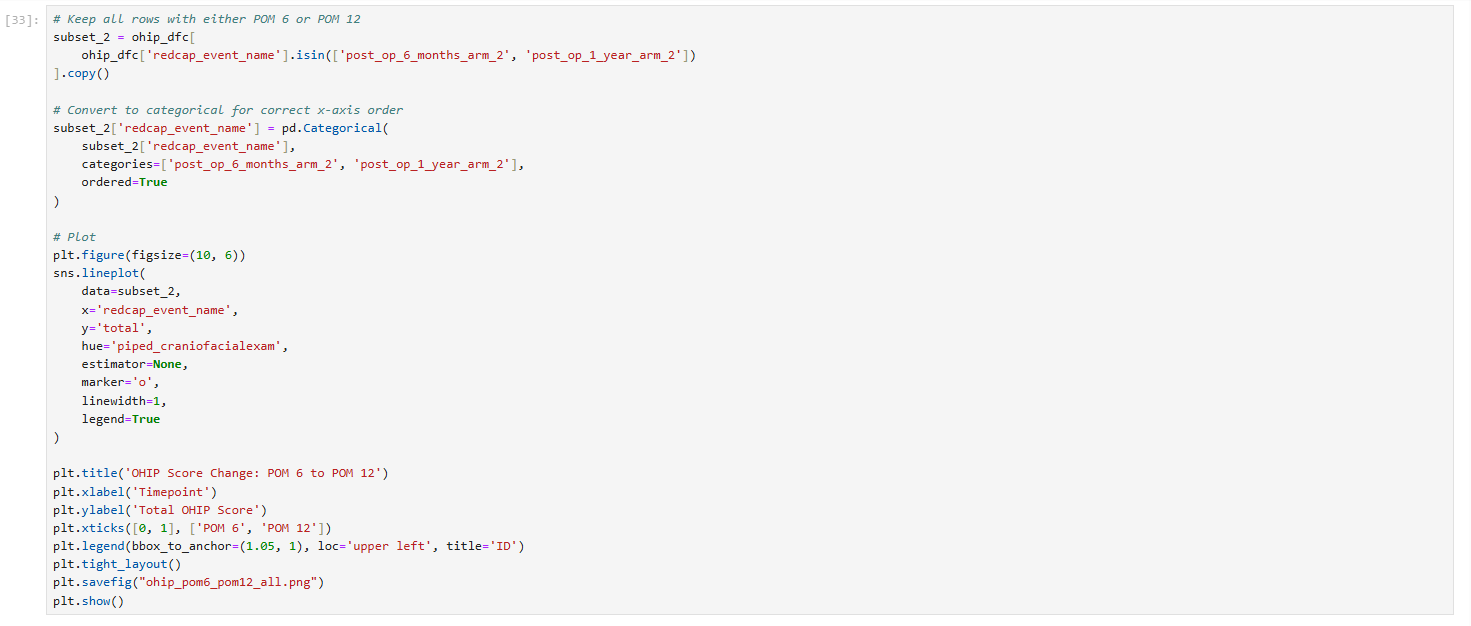 [33]:
# Keep all rows with either POM 6 or POM 12
subset_2 = ohip_dfc[
    ohip_dfc['redcap_event_name'].isin(['post_op_6_months_arm_2', 'post_op_1_year_arm_2'])
].copy()

# Convert to categorical for correct x-axis order
subset_2['redcap_event_name'] = pd.Categorical(
    subset_2['redcap_event_name'],
    categories=['post_op_6_months_arm_2', 'post_op_1_year_arm_2'],
    ordered=True
)

# Plot
plt.figure(figsize=(10, 6))
sns.lineplot(
    data=subset_2,
    x='redcap_event_name',
    y='total',
    hue='piped_craniofacialexam',
    estimator=None,
    marker='o',
    linewidth=1,
    legend=True
)

plt.title('OHIP Score Change: POM 6 to POM 12')
plt.xlabel('Timepoint')
plt.ylabel('Total OHIP Score')
plt.xticks([0, 1], ['POM 6', 'POM 12'])
plt.legend(bbox_to_anchor=(1.05, 1), loc='upper left', title='ID')
plt.tight_layout()
plt.savefig("ohip_pom6_pom12_all.png")
plt.show()